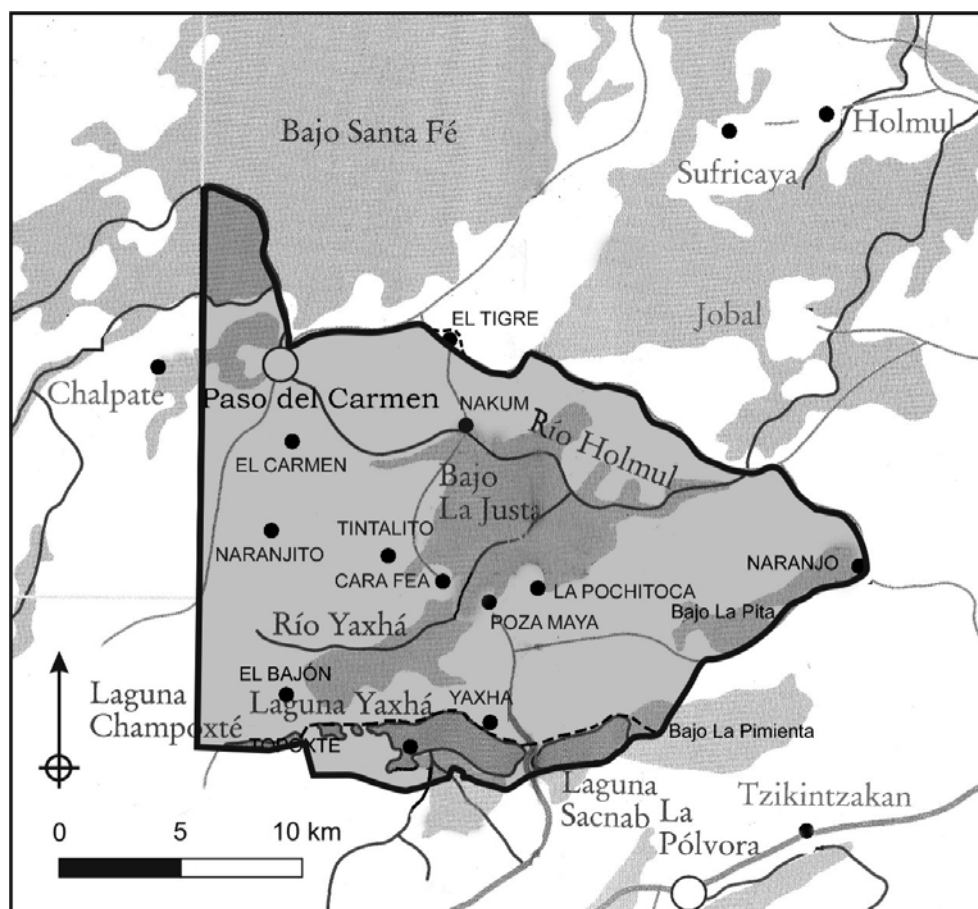 Bajo Santa Fé
Holmul
Sufricaya
EL TIGRE
Jobal
Chalpate
Paso del Carmen
NAKUM
Río Holmul
EL CARMEN
Bajo
La Justa
TINTALITO
NARANJITO
CARA FEA
NARANJO
LA POCHITOCA
Bajo La Pita
POZA MAYA
Río Yaxhá
EL BAJÓN
Laguna
Champoxté
Laguna Yaxhá
YAXHA
Bajo La Pimienta
TOPOXTE
Laguna
Sacnab
La
Pólvora
Tzikintzakan
0 5 10 km